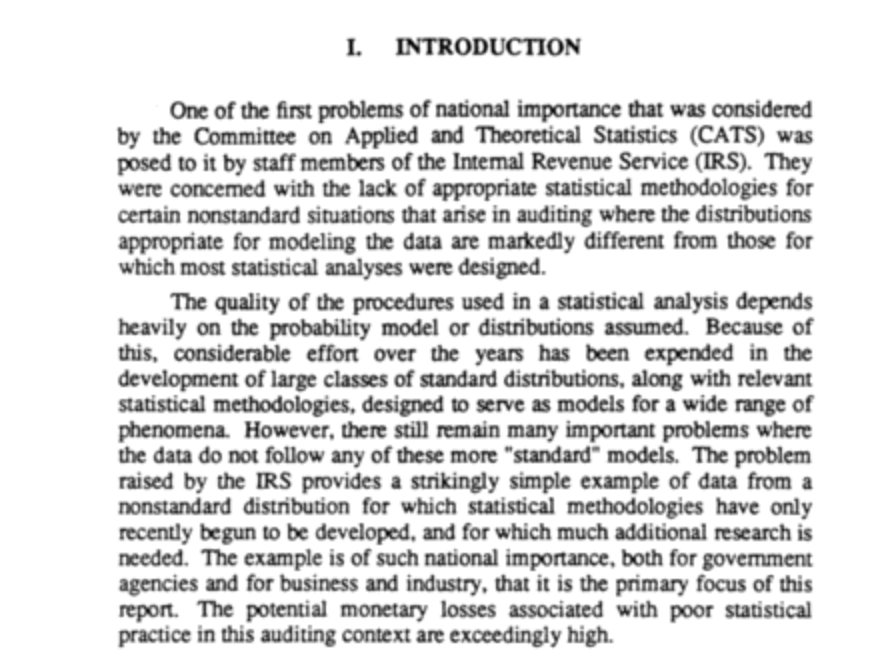 I. INTRODUCTION
One of the first problems of national importance that was considered
by the Committee on Applied and Theoretical Statistics (CATS) was
posed to it by staff members of the Internal Revenue Service (IRS). They
were concerned with the lack of appropriate statistical methodologies for
certain nonstandard situations that arise in auditing where the distributions
appropriate for modeling the data are markedly different from those for
which most statistical analyses were designed.
The quality of the procedures used in a statistical analysis depends
heavily on the probability model or distributions assumed. Because of
this, considerable effort over the years has been expended in the
development of large classes of standard distributions, along with relevant
statistical methodologies, designed to serve as models for a wide range of
phenomena. However, there still remain many important problems where
the data do not follow any of these more "standard" models. The problem
raised by the IRS provides a strikingly simple example of data from a
nonstandard distribution for which statistical methodologies have only
recently begun to be developed, and for which much additional research is
needed. The example is of such national importance, both for government
agencies and for business and industry, that it is the primary focus of this
report. The potential monetary losses associated with poor statistical
practice in this auditing context are exceedingly high.